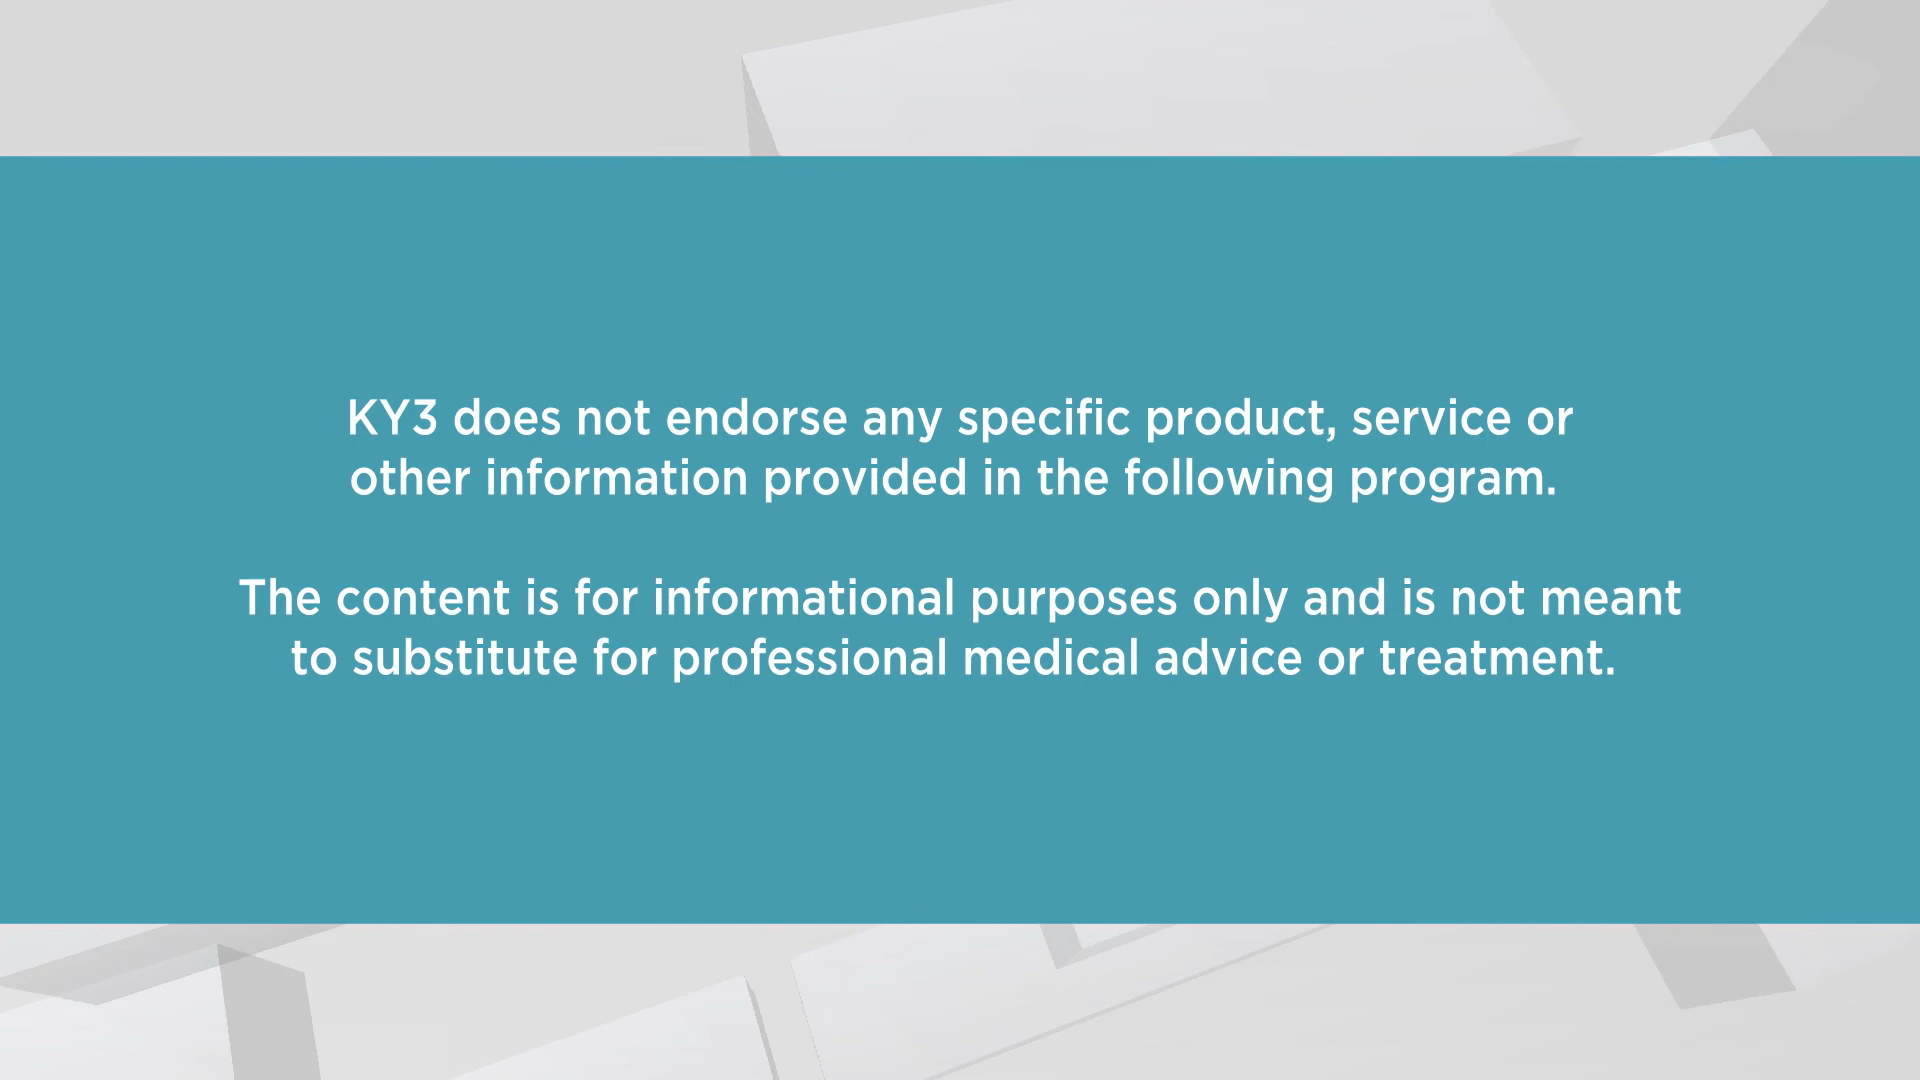 KY3 does not endorse any specific product, service or
other information provided in the following program.
The content is for informational purposes only and is not meant
to substitute for professional medical advice or treatment.